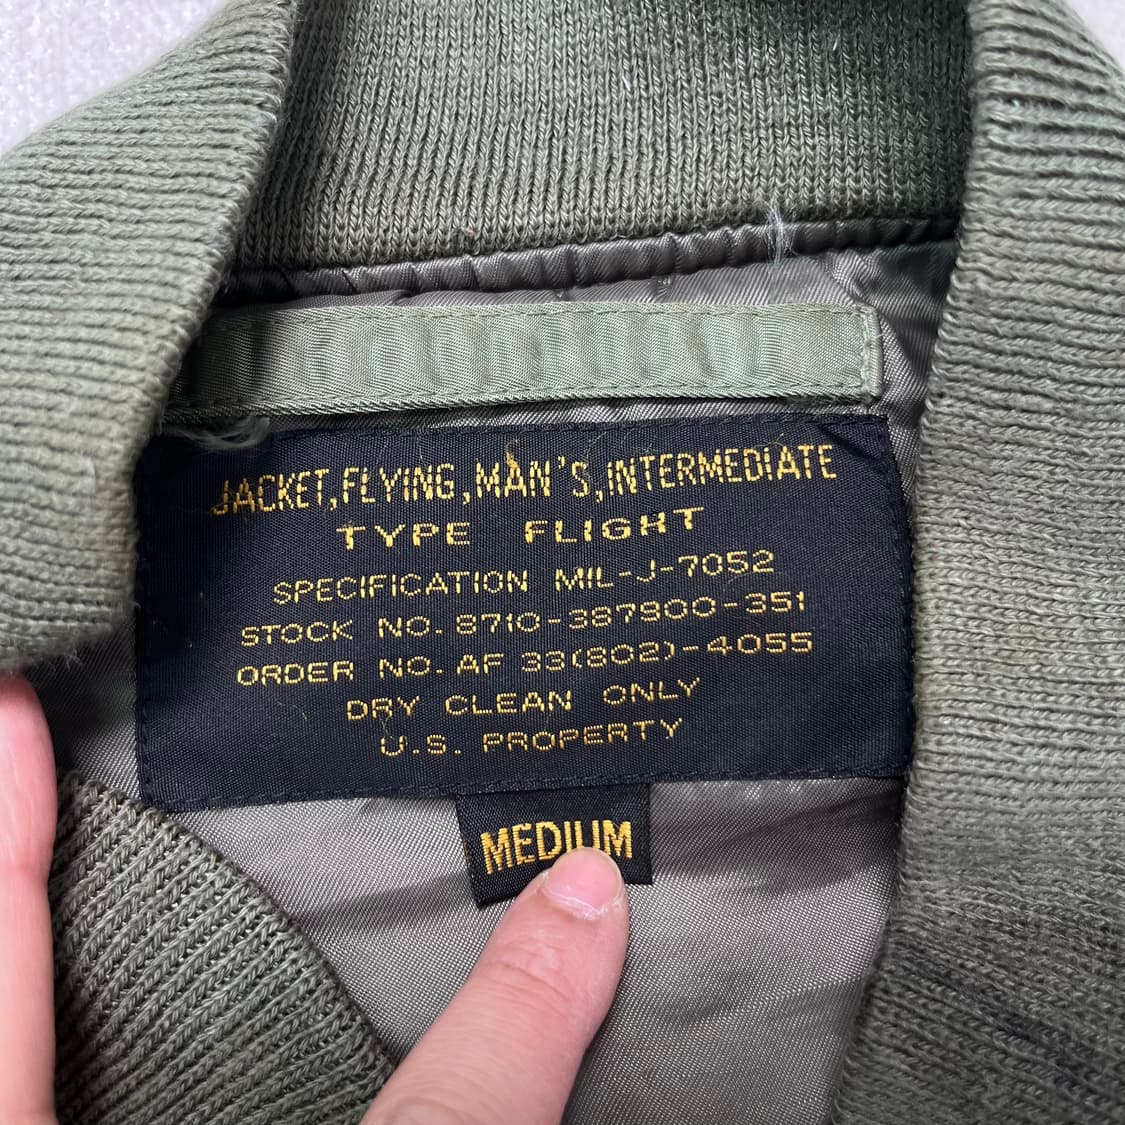 JACKET,FLYING,MAN'S,INTERMEDIATE
TYPE FLIGHT
SPECIFICATION MIL-J-7052
STOCK NO. 8710-387900-351
ORDER NO. AF 33(802)-4055
DRY CLEAN ONLY
U.S. PROPERTY
MEDIUM